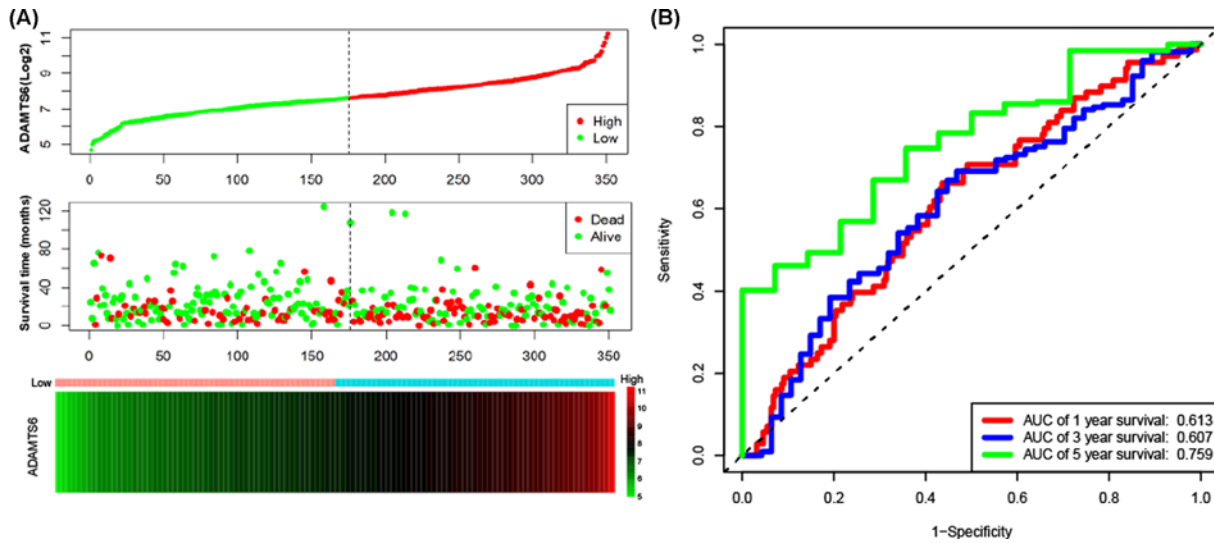 (A)
ADAMTS6(Log2)
11
9
7
5
High
Low
0 50 100 150 200 250 300 350
Survival time (months)
120
80
40
0
Dead
Alive
0 50 100 150 200 250 300 350
Low
High
ADAMTS6
11
10
9
8
7
6
5
(B)
Sensitivity
1.0
0.8
0.6
0.4
0.2
0.0
AUC of 1 year survival: 0.613
AUC of 3 year survival: 0.607
AUC of 5 year survival: 0.759
0.0 0.2 0.4 0.6 0.8 1.0
1-Specificity